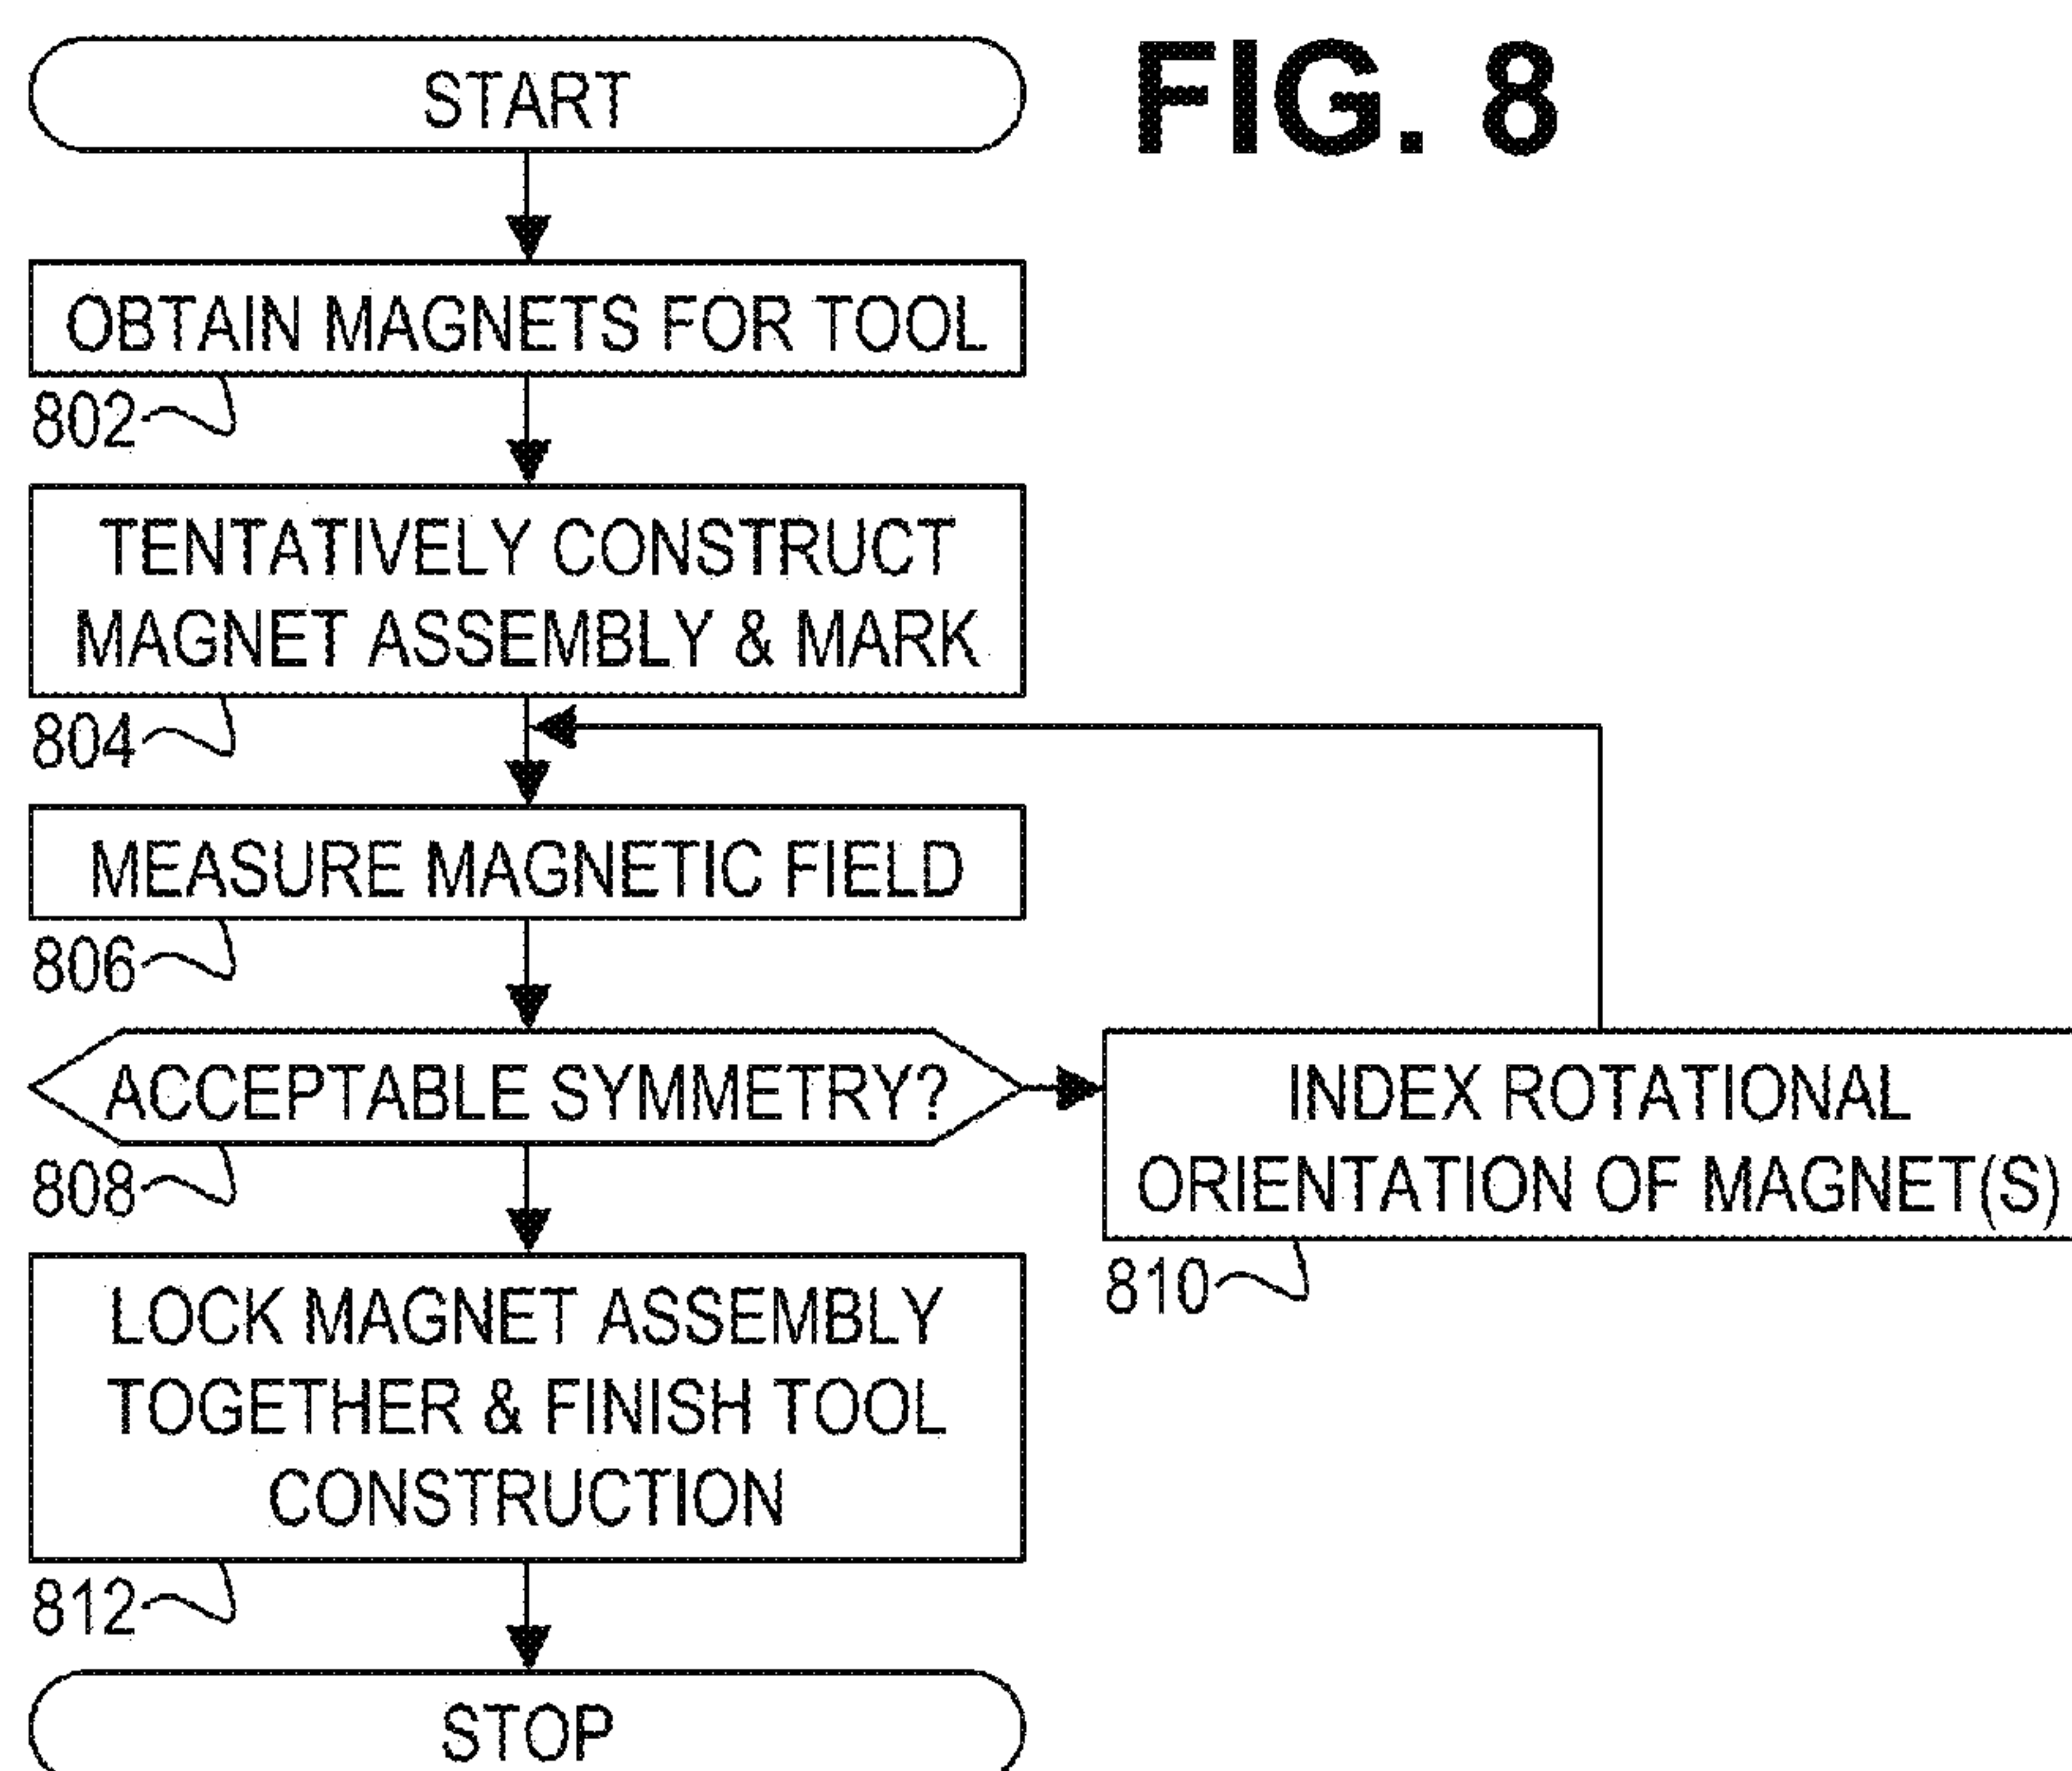 FIG. 8
START
OBTAIN MAGNETS FOR TOOL
802
TENTATIVELY CONSTRUCT
MAGNET ASSEMBLY & MARK
804
MEASURE MAGNETIC FIELD
806
ACCEPTABLE SYMMETRY?
808
INDEX ROTATIONAL
ORIENTATION OF MAGNET(S)
810
LOCK MAGNET ASSEMBLY
TOGETHER & FINISH TOOL
CONSTRUCTION
812
STOP